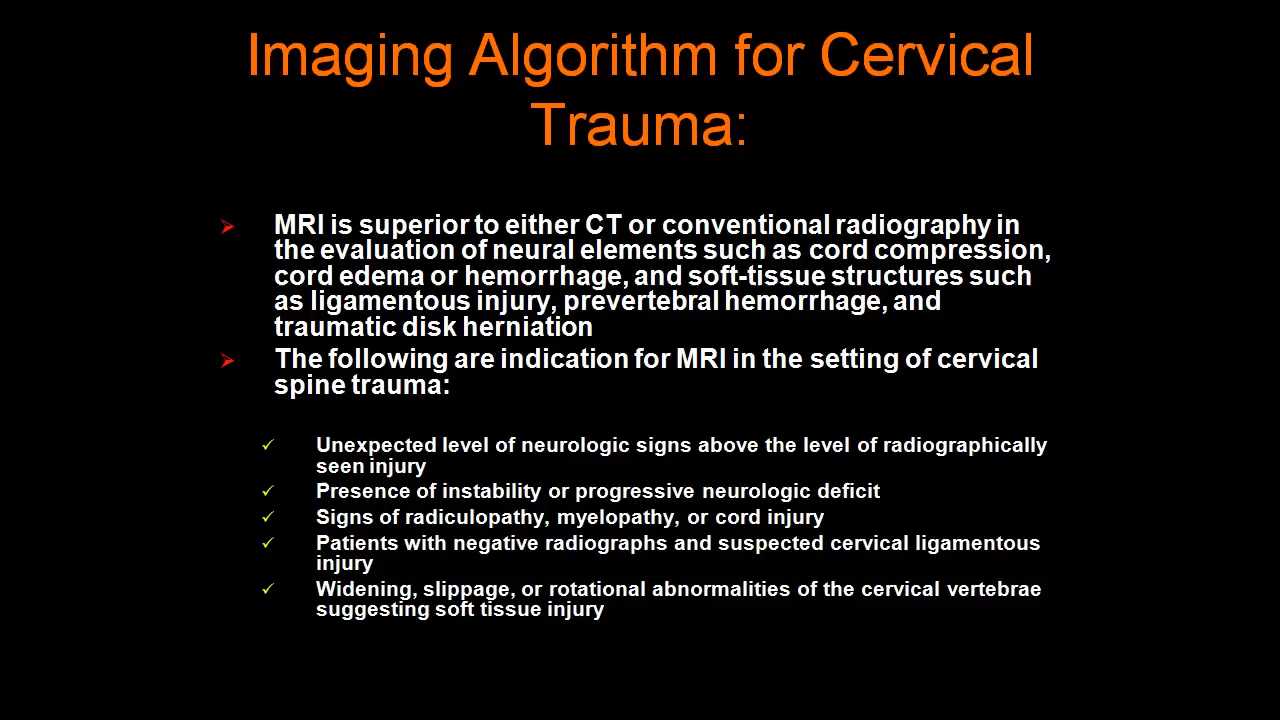 Imaging Algorithm for Cervical
Trauma:
MRI is superior to either CT or conventional radiography in
the evaluation of neural elements such as cord compression,
cord edema or hemorrhage, and soft-tissue structures such
as ligamentous injury, prevertebral hemorrhage, and
traumatic disk herniation
The following are indication for MRI in the setting of cervical
spine trauma:
Unexpected level of neurologic signs above the level of radiographically
seen injury
Presence of instability or progressive neurologic deficit
Signs of radiculopathy, myelopathy, or cord injury
Patients with negative radiographs and suspected cervical ligamentous
injury
Widening, slippage, or rotational abnormalities of the cervical vertebrae
suggesting soft tissue injury